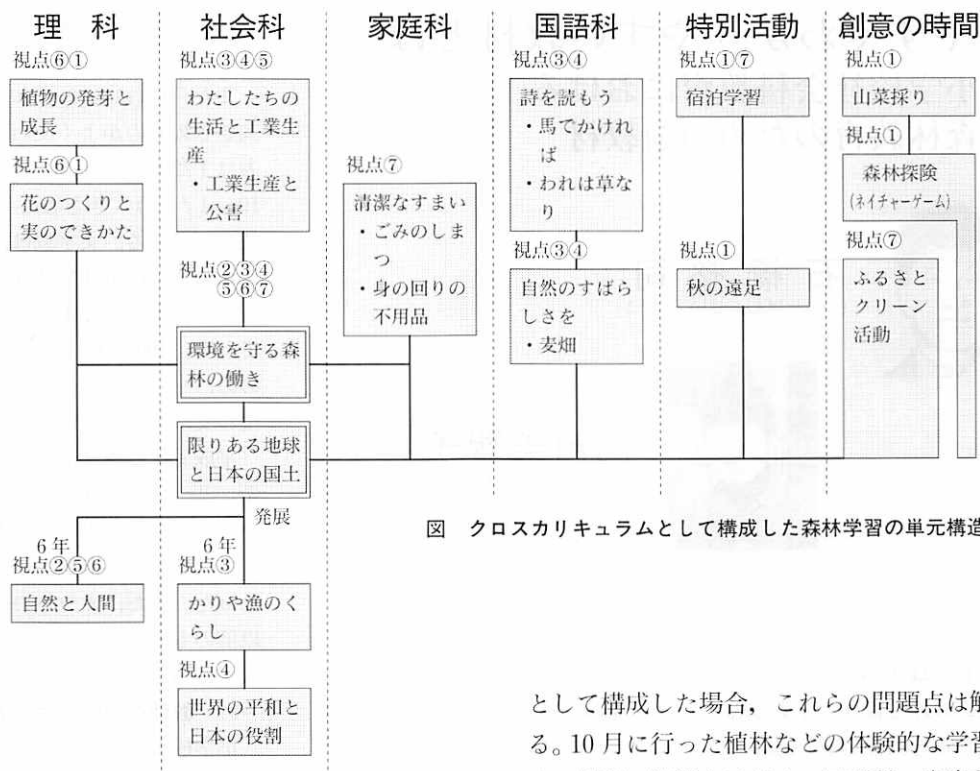 理 科
視点⑥①
植物の発芽と
成長
視点⑥①
花のつくりと
実のできかた
6年
視点②⑤⑥
自然と人間
社会科
視点③④⑤
わたしたちの
生活と工業生
産
・工業生産と
公害
視点②③④
⑤⑥⑦
環境を守る森
林の働き
限りある地球
と日本の国土
発展
6年
視点③
かりや漁のく
らし
視点④
世界の平和と
日本の役割
家庭科
視点⑦
清潔なすまい
・ごみのしま
つ
・身の回りの
不用品
国語科
視点③④
詩を読もう
・馬でかけれ
ば
・われは草な
り
視点③④
自然のすばら
しさを
・麦畑
特別活動
視点①⑦
宿泊学習
視点①
秋の遠足
創意の時間
視点①
山菜採り
視点①
森林探険
(ネイチャーゲーム)
視点⑦
ふるさと
クリーン
活動
図 クロスカリキュラムとして構成した森林学習の単元構造
として構成した場合，これらの問題点は解
る。10月に行った植林などの体験的な学習